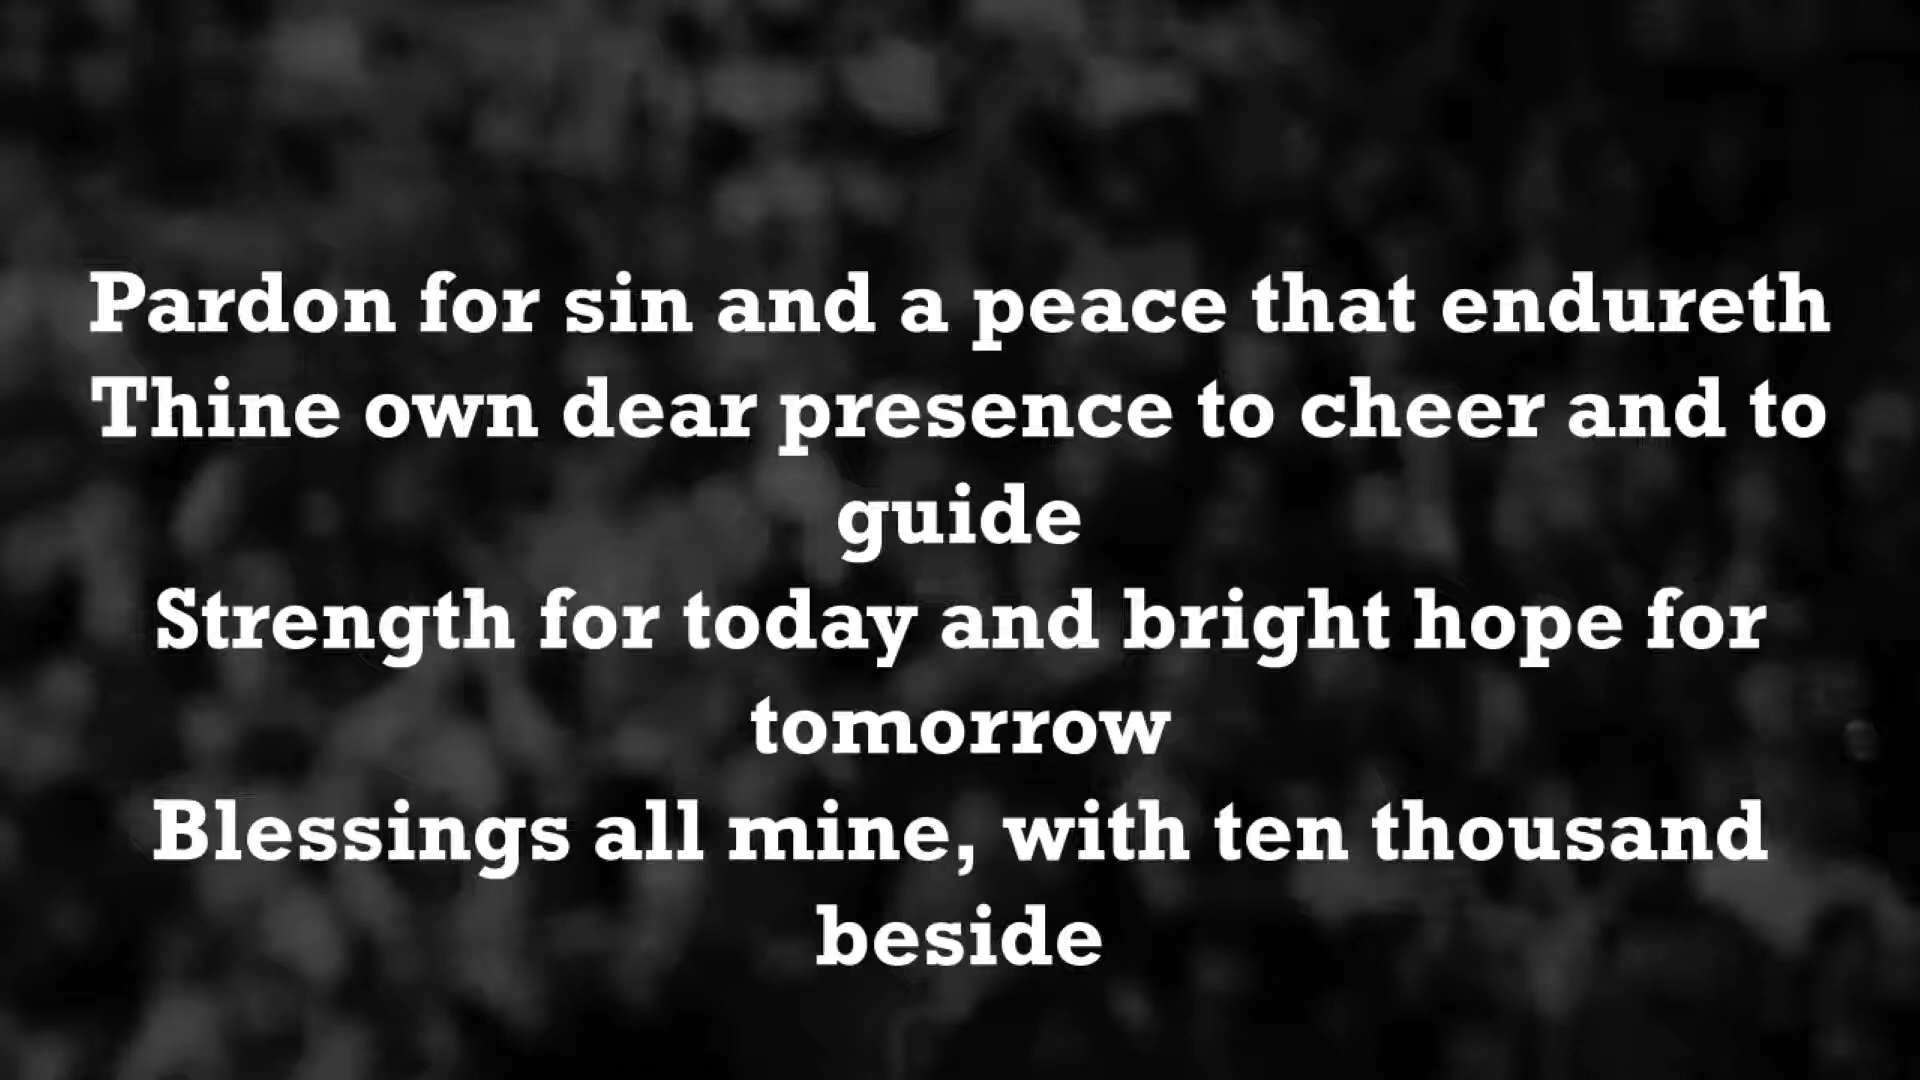 Pardon for sin and a peace that endureth
Thine own dear presence to cheer and to
guide
Strength for today and bright hope for
tomorrow
Blessings all mine, with ten thousand
beside